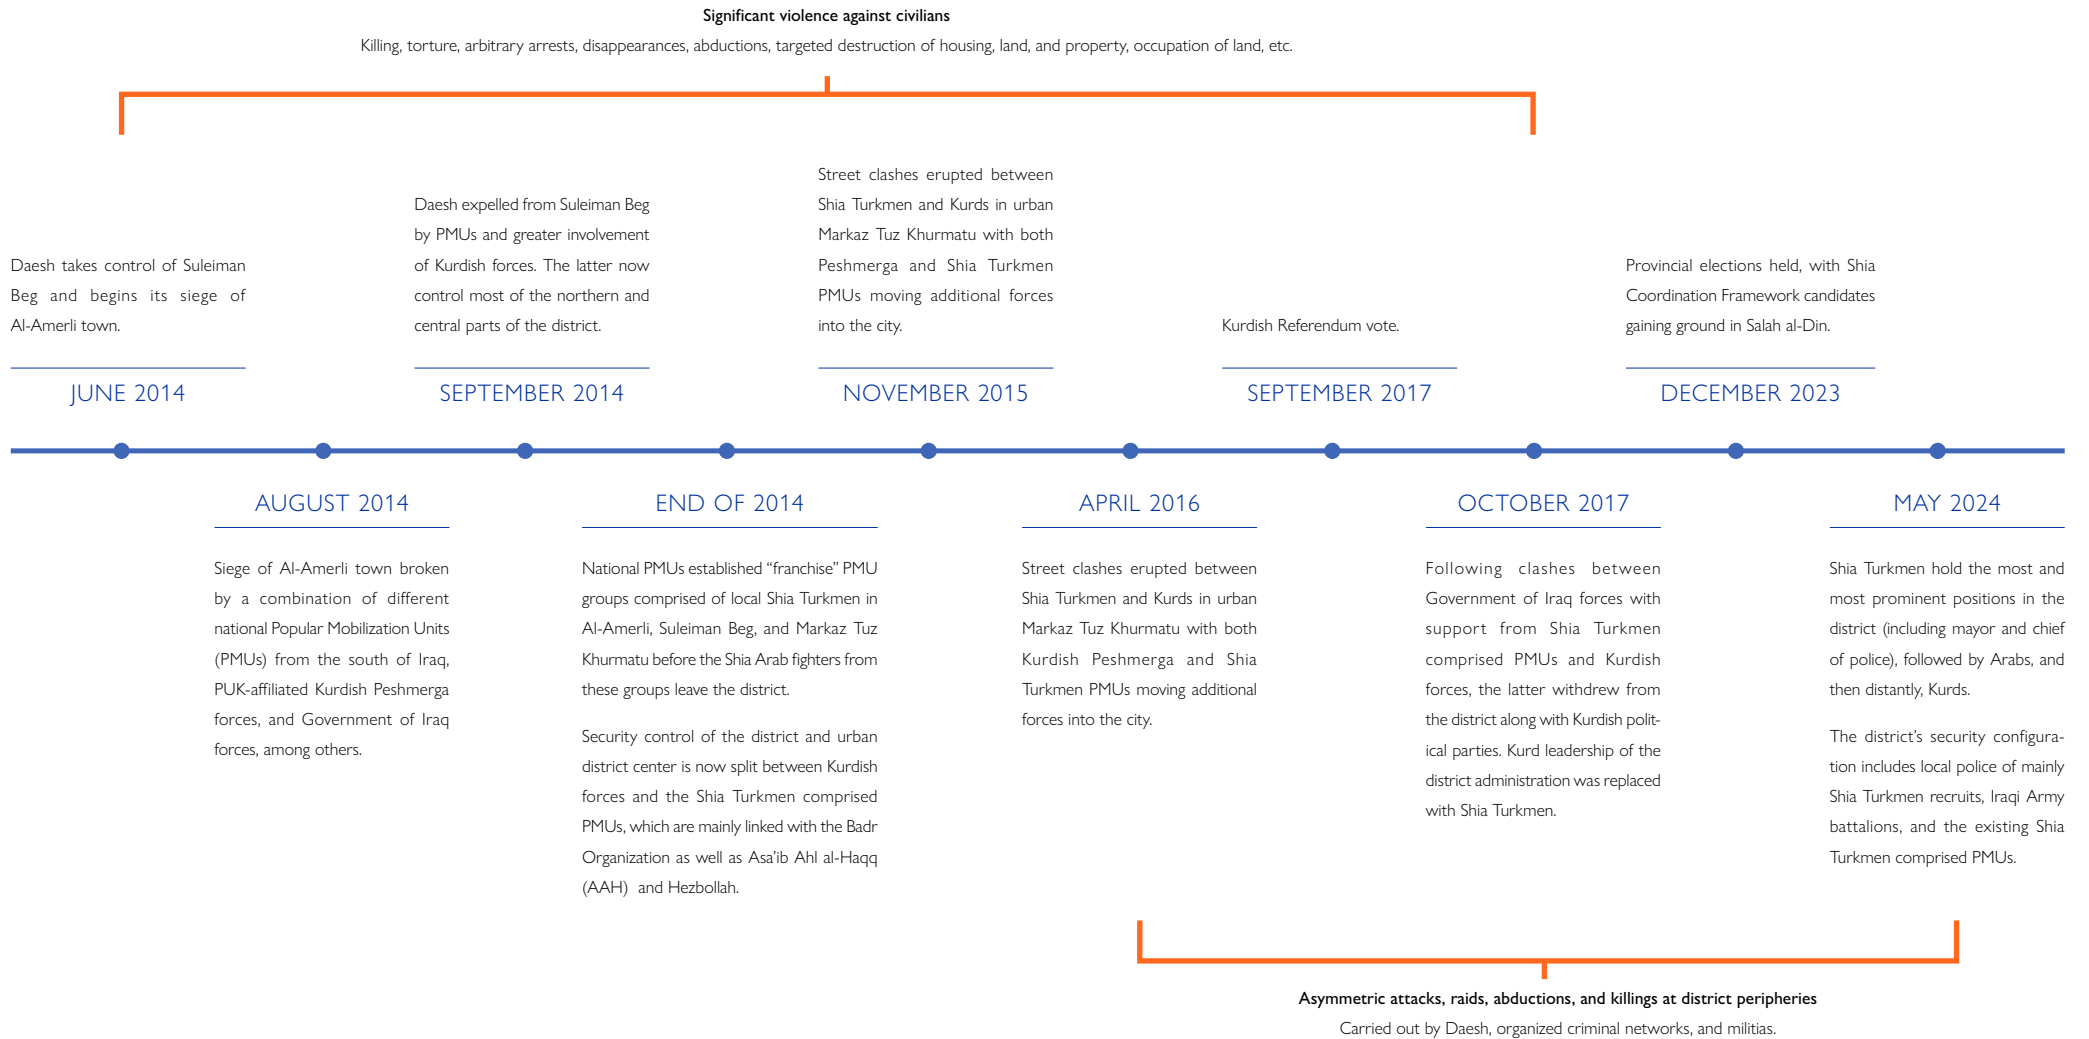 Significant violence against civilians
Killing, torture, arbitrary arrests, disappearances, abductions, targeted destruction of housing, land, and property, occupation of land, etc.
Daesh takes control of Suleiman
Beg and begins its siege of
Al-Amerli town.
JUNE 2014
Daesh expelled from Suleiman Beg
by PMUs and greater involvement
of Kurdish forces. The latter now
control most of the northern and
central parts of the district.
SEPTEMBER 2014
Street clashes erupted between
Shia Turkmen and Kurds in urban
Markaz Tuz Khurmatu with both
Peshmerga and Shia Turkmen
PMUs moving additional forces
into the city.
NOVEMBER 2015
Kurdish Referendum vote.
SEPTEMBER 2017
Provincial elections held, with Shia
Coordination Framework candidates
gaining ground in Salah al-Din.
DECEMBER 2023
AUGUST 2014
Siege of Al-Amerli town broken
by a combination of different
national Popular Mobilization Units
(PMUs) from the south of Iraq,
PUK-affiliated Kurdish Peshmerga
forces, and Government of Iraq
forces, among others.
END OF 2014
National PMUs established “franchise” PMU
groups comprised of local Shia Turkmen in
Al-Amerli, Suleiman Beg, and Markaz Tuz
Khurmatu before the Shia Arab fighters from
these groups leave the district.
Security control of the district and urban
district center is now split between Kurdish
forces and the Shia Turkmen comprised
PMUs, which are mainly linked with the Badr
Organization as well as Asa’ib Ahl al-Haqq
(AAH) and Hezbollah.
APRIL 2016
Street clashes erupted between
Shia Turkmen and Kurds in urban
Markaz Tuz Khurmatu with both
Kurdish Peshmerga and Shia
Turkmen PMUs moving additional
forces into the city.
OCTOBER 2017
Following clashes between
Government of Iraq forces with
support from Shia Turkmen
comprised PMUs and Kurdish
forces, the latter withdrew from
the district along with Kurdish polit-
ical parties. Kurd leadership of the
district administration was replaced
with Shia Turkmen.
MAY 2024
Shia Turkmen hold the most and
most prominent positions in the
district (including mayor and chief
of police), followed by Arabs, and
then distantly, Kurds.
The district’s security configura-
tion includes local police of mainly
Shia Turkmen recruits, Iraqi Army
battalions, and the existing Shia
Turkmen comprised PMUs.
Asymmetric attacks, raids, abductions, and killings at district peripheries
Carried out by Daesh, organized criminal networks, and militias.